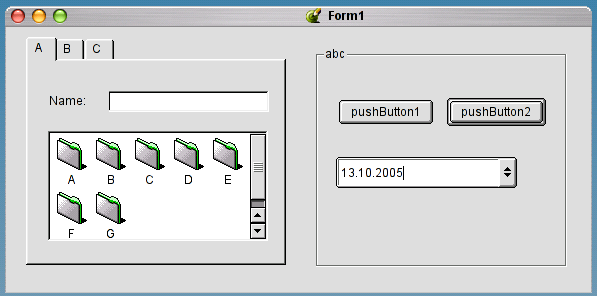 Form1
A B C
Name:
A B C D E
F G
abc
pushButton1 pushButton2
13.10.2005